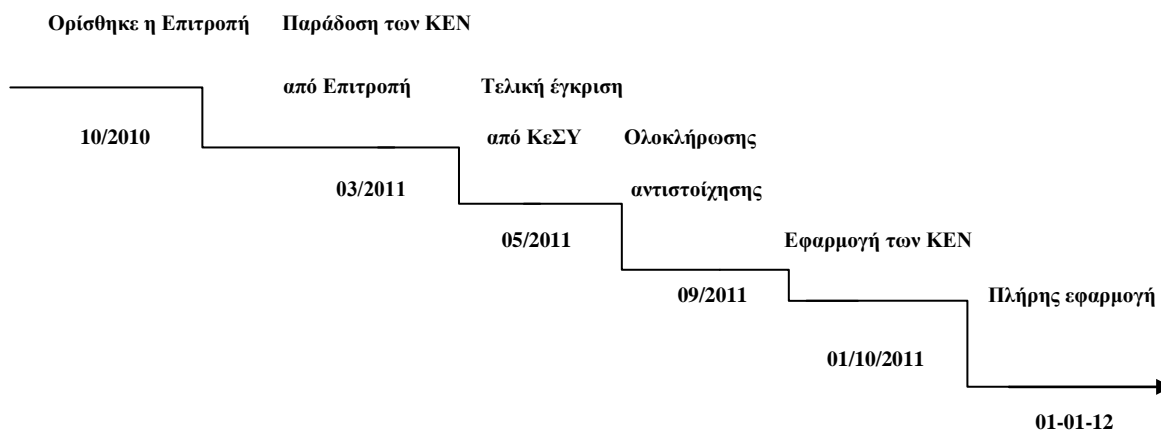 Ορίσθηκε η Επιτροπή
10/2010
Παράδοση των ΚΕΝ
από Επιτροπή
03/2011
Τελική έγκριση
από ΚεΣΥ
05/2011
Ολοκλήρωσης
αντιστοίχησης
09/2011
Εφαρμογή των ΚΕΝ
01/10/2011
Πλήρης εφαρμογή
01-01-12